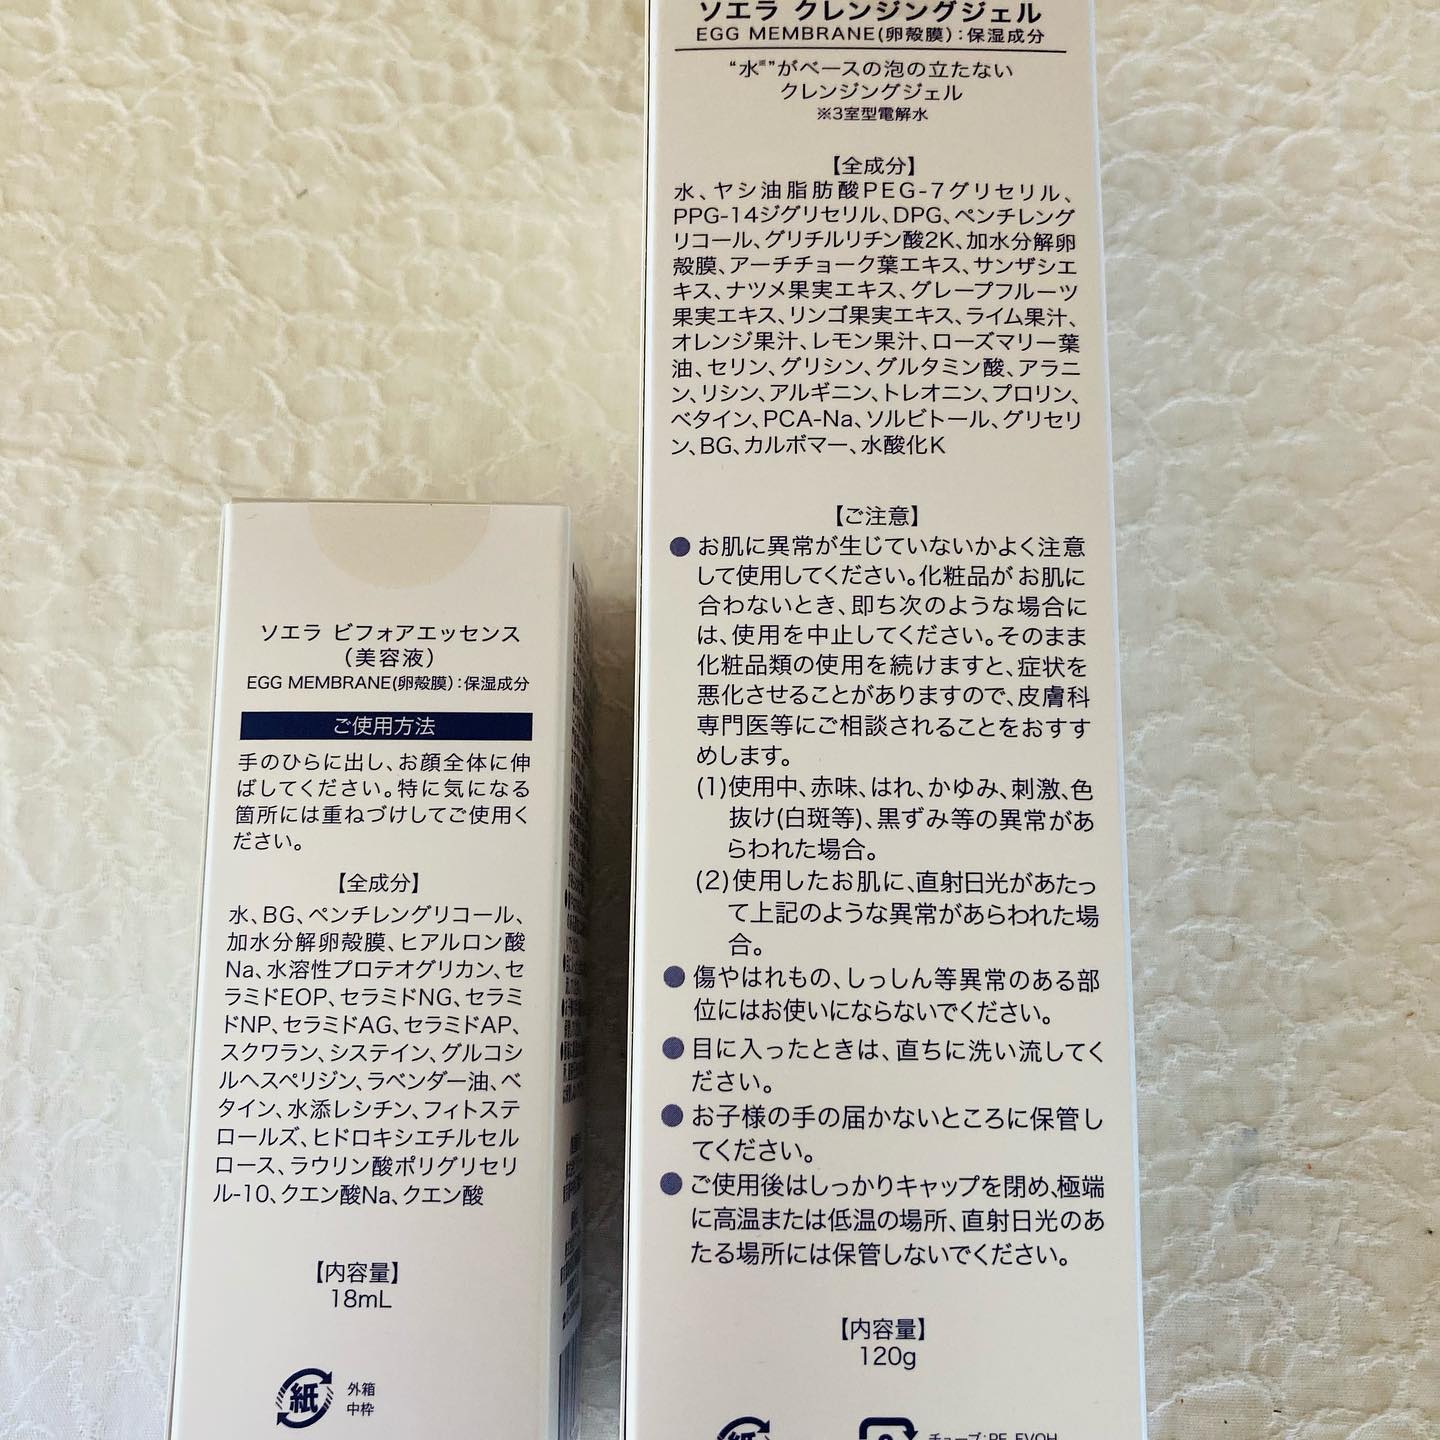 ソエラ クレンジングジェル
EGG MEMBRANE(卵殻膜):保湿成分
“水※”がベースの泡の立たない
クレンジングジェル
※3室型電解水
【全成分】
水、ヤシ油脂肪酸PEG-7グリセリル、
PPG-14ジグリセリル、DPG、ペンチレング
リコール、グリチルリチン酸2K、加水分解卵
殻膜、アーチチョーク葉エキス、サンザシエ
キス、ナツメ果実エキス、グレープフルーツ
果実エキス、リンゴ果実エキス、ライム果汁、
オレンジ果汁、レモン果汁、ローズマリー葉
油、セリン、グリシン、グルタミン酸、アラニ
ン、リシン、アルギニン、トレオニン、プロリン、
ベタイン、PCA-Na、ソルビトール、グリセリ
ン、BG、カルボマー、水酸化K
【ご注意】
●お肌に異常が生じていないかよく注意
して使用してください。化粧品がお肌に
合わないとき、即ち次のような場合に
は、使用を中止してください。そのまま
化粧品類の使用を続けますと、症状を
悪化させることがありますので、皮膚科
専門医等にご相談されることをおすす
めします。
(1)使用中、赤味、はれ、かゆみ、刺激、色
抜け(白斑等)、黒ずみ等の異常があ
らわれた場合。
(2)使用したお肌に、直射日光があたっ
て上記のような異常があらわれた場
合。
●傷やはれもの、しっしん等異常のある部
位にはお使いにならないでください。
●目に入ったときは、直ちに洗い流してく
ださい。
●お子様の手の届かないところに保管し
てください。
●ご使用後はしっかりキャップを閉め、極端
に高温または低温の場所、直射日光のあ
たる場所には保管しないでください。
【内容量】
120g
チューブ:PE, EVOH
ソエラ ビフォアエッセンス
(美容液)
EGG MEMBRANE(卵殻膜):保湿成分
ご使用方法
手のひらに出し、お顔全体に伸
ばしてください。特に気になる
箇所には重ねづけしてご使用く
ださい。
【全成分】
水、BG、ペンチレングリコール、
加水分解卵殻膜、ヒアルロン酸
Na、水溶性プロテオグリカン、セ
ラミドEOP、セラミドNG、セラミ
ドNP、セラミドAG、セラミドAP、
スクワラン、システイン、グルコシ
ルヘスペリジン、ラベンダー油、ベ
タイン、水添レシチン、フィトステ
ロールズ、ヒドロキシエチルセル
ロース、ラウリン酸ポリグリセリ
ル-10、クエン酸Na、クエン酸
【内容量】
18mL
紙
外箱
中枠